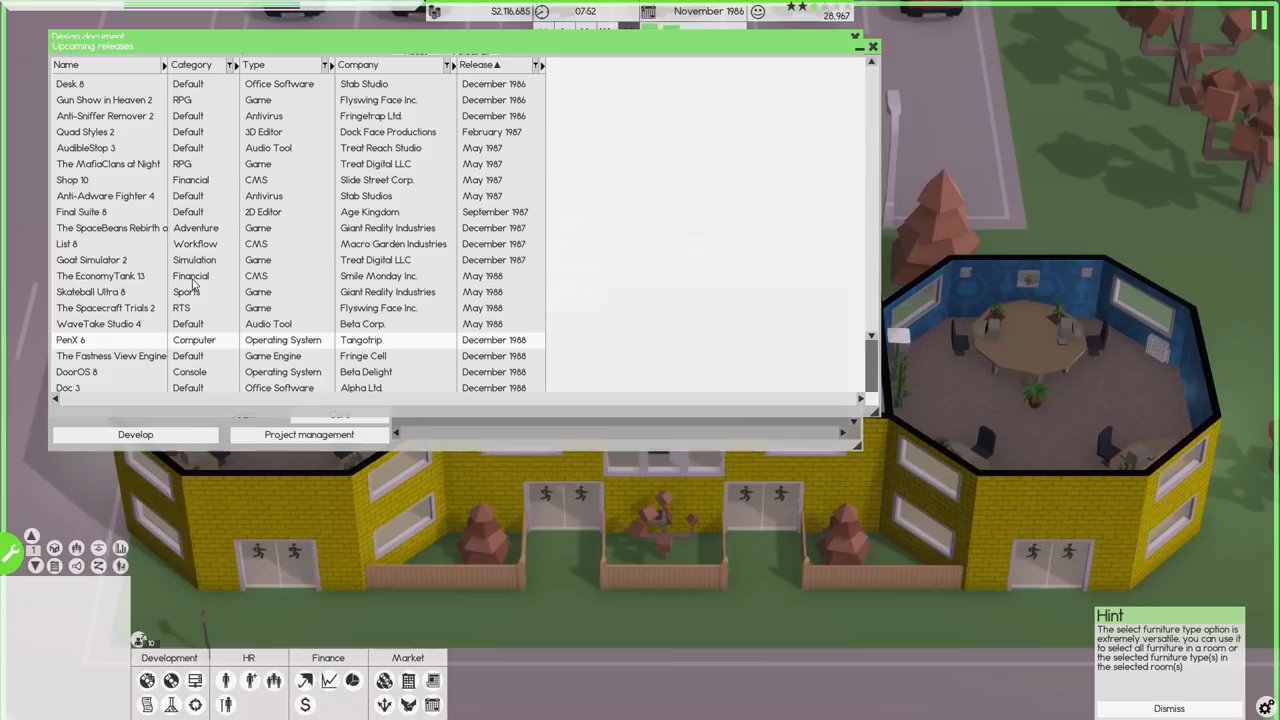 $2,116,685
07:52
November 1986
28,967
Design document
Upcoming releases
Name Category Type Company Release
Desk 8 Default Office Software Stab Studio December 1986
Gun Show in Heaven 2 RPG Game Flyswing Face Inc. December 1986
Anti-Sniffer Remover 2 Default Antivirus Fringetrap Ltd. December 1986
Quad Styles 2 Default 3D Editor Dock Face Productions February 1987
AudibleStop 3 Default Audio Tool Treat Reach Studio May 1987
The MafiaClans at Night RPG Game Treat Digital LLC May 1987
Shop 10 Financial CMS Slide Street Corp. May 1987
Anti-Adware Fighter 4 Default Antivirus Stab Studios May 1987
Final Suite 8 Default 2D Editor Age Kingdom September 1987
The SpaceBeans Rebirth o Adventure Game Giant Reality Industries December 1987
List 8 Workflow CMS Macro Garden Industries December 1987
Goat Simulator 2 Simulation Game Treat Digital LLC December 1987
The EconomyTank 13 Financial CMS Smile Monday Inc. May 1988
Skateball Ultra 8 Sports Game Giant Reality Industries May 1988
The Spacecraft Trials 2 RTS Game Flyswing Face Inc. May 1988
WaveTake Studio 4 Default Audio Tool Beta Corp. May 1988
PenX 6 Computer Operating System Tangotrip December 1988
The Fastness View Engine Default Game Engine Fringe Cell December 1988
DoorOS 8 Console Operating System Beta Delight December 1988
Doc 3 Default Office Software Alpha Ltd. December 1988
Develop
Project management
1
10
Development HR Finance Market
Hint
The select furniture type option is
extremely versatile, you can use it
to select all furniture in a room or
the selected furniture type(s) in
the selected room(s)
Dismiss